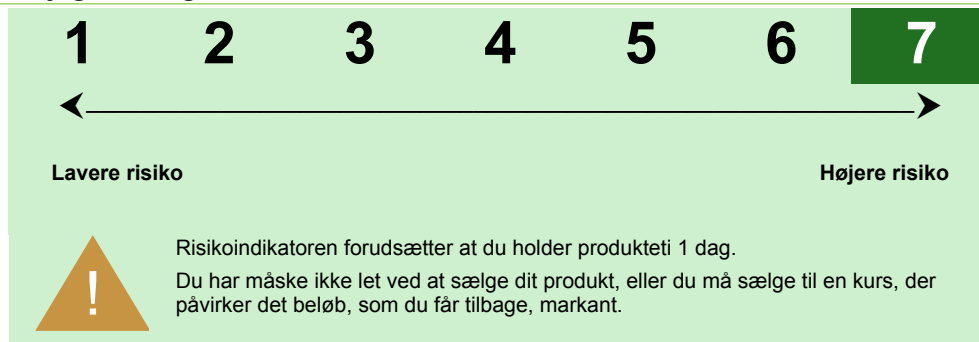 1 2 3 4 5 6 7
Lavere risiko Højere risiko
Risikoindikatoren forudsætter at du holder produkteti 1 dag.
Du har måske ikke let ved at sælge dit produkt, eller du må sælge til en kurs, der
påvirker det beløb, som du får tilbage, markant.
!